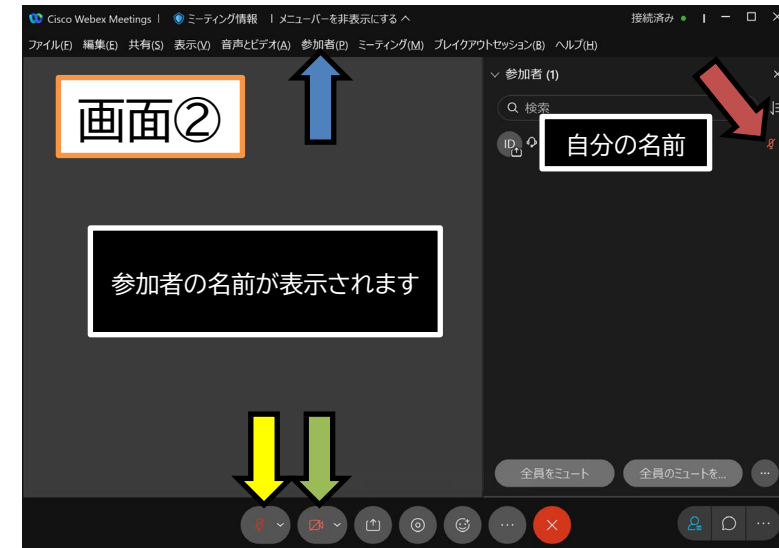 Cisco Webex Meetings | ミーティング情報 | メニューバーを非表示にする ヘ 接続済み
ファイル(F) 編集(E) 共有(S) 表示(V) 音声とビデオ(A) 参加者(P) ミーティング(M) ブレイクアウトセッション(B) ヘルプ(H)
参加者 (1)
画面②
検索
ID
自分の名前
参加者の名前が表示されます
全員をミュート 全員のミュートを...